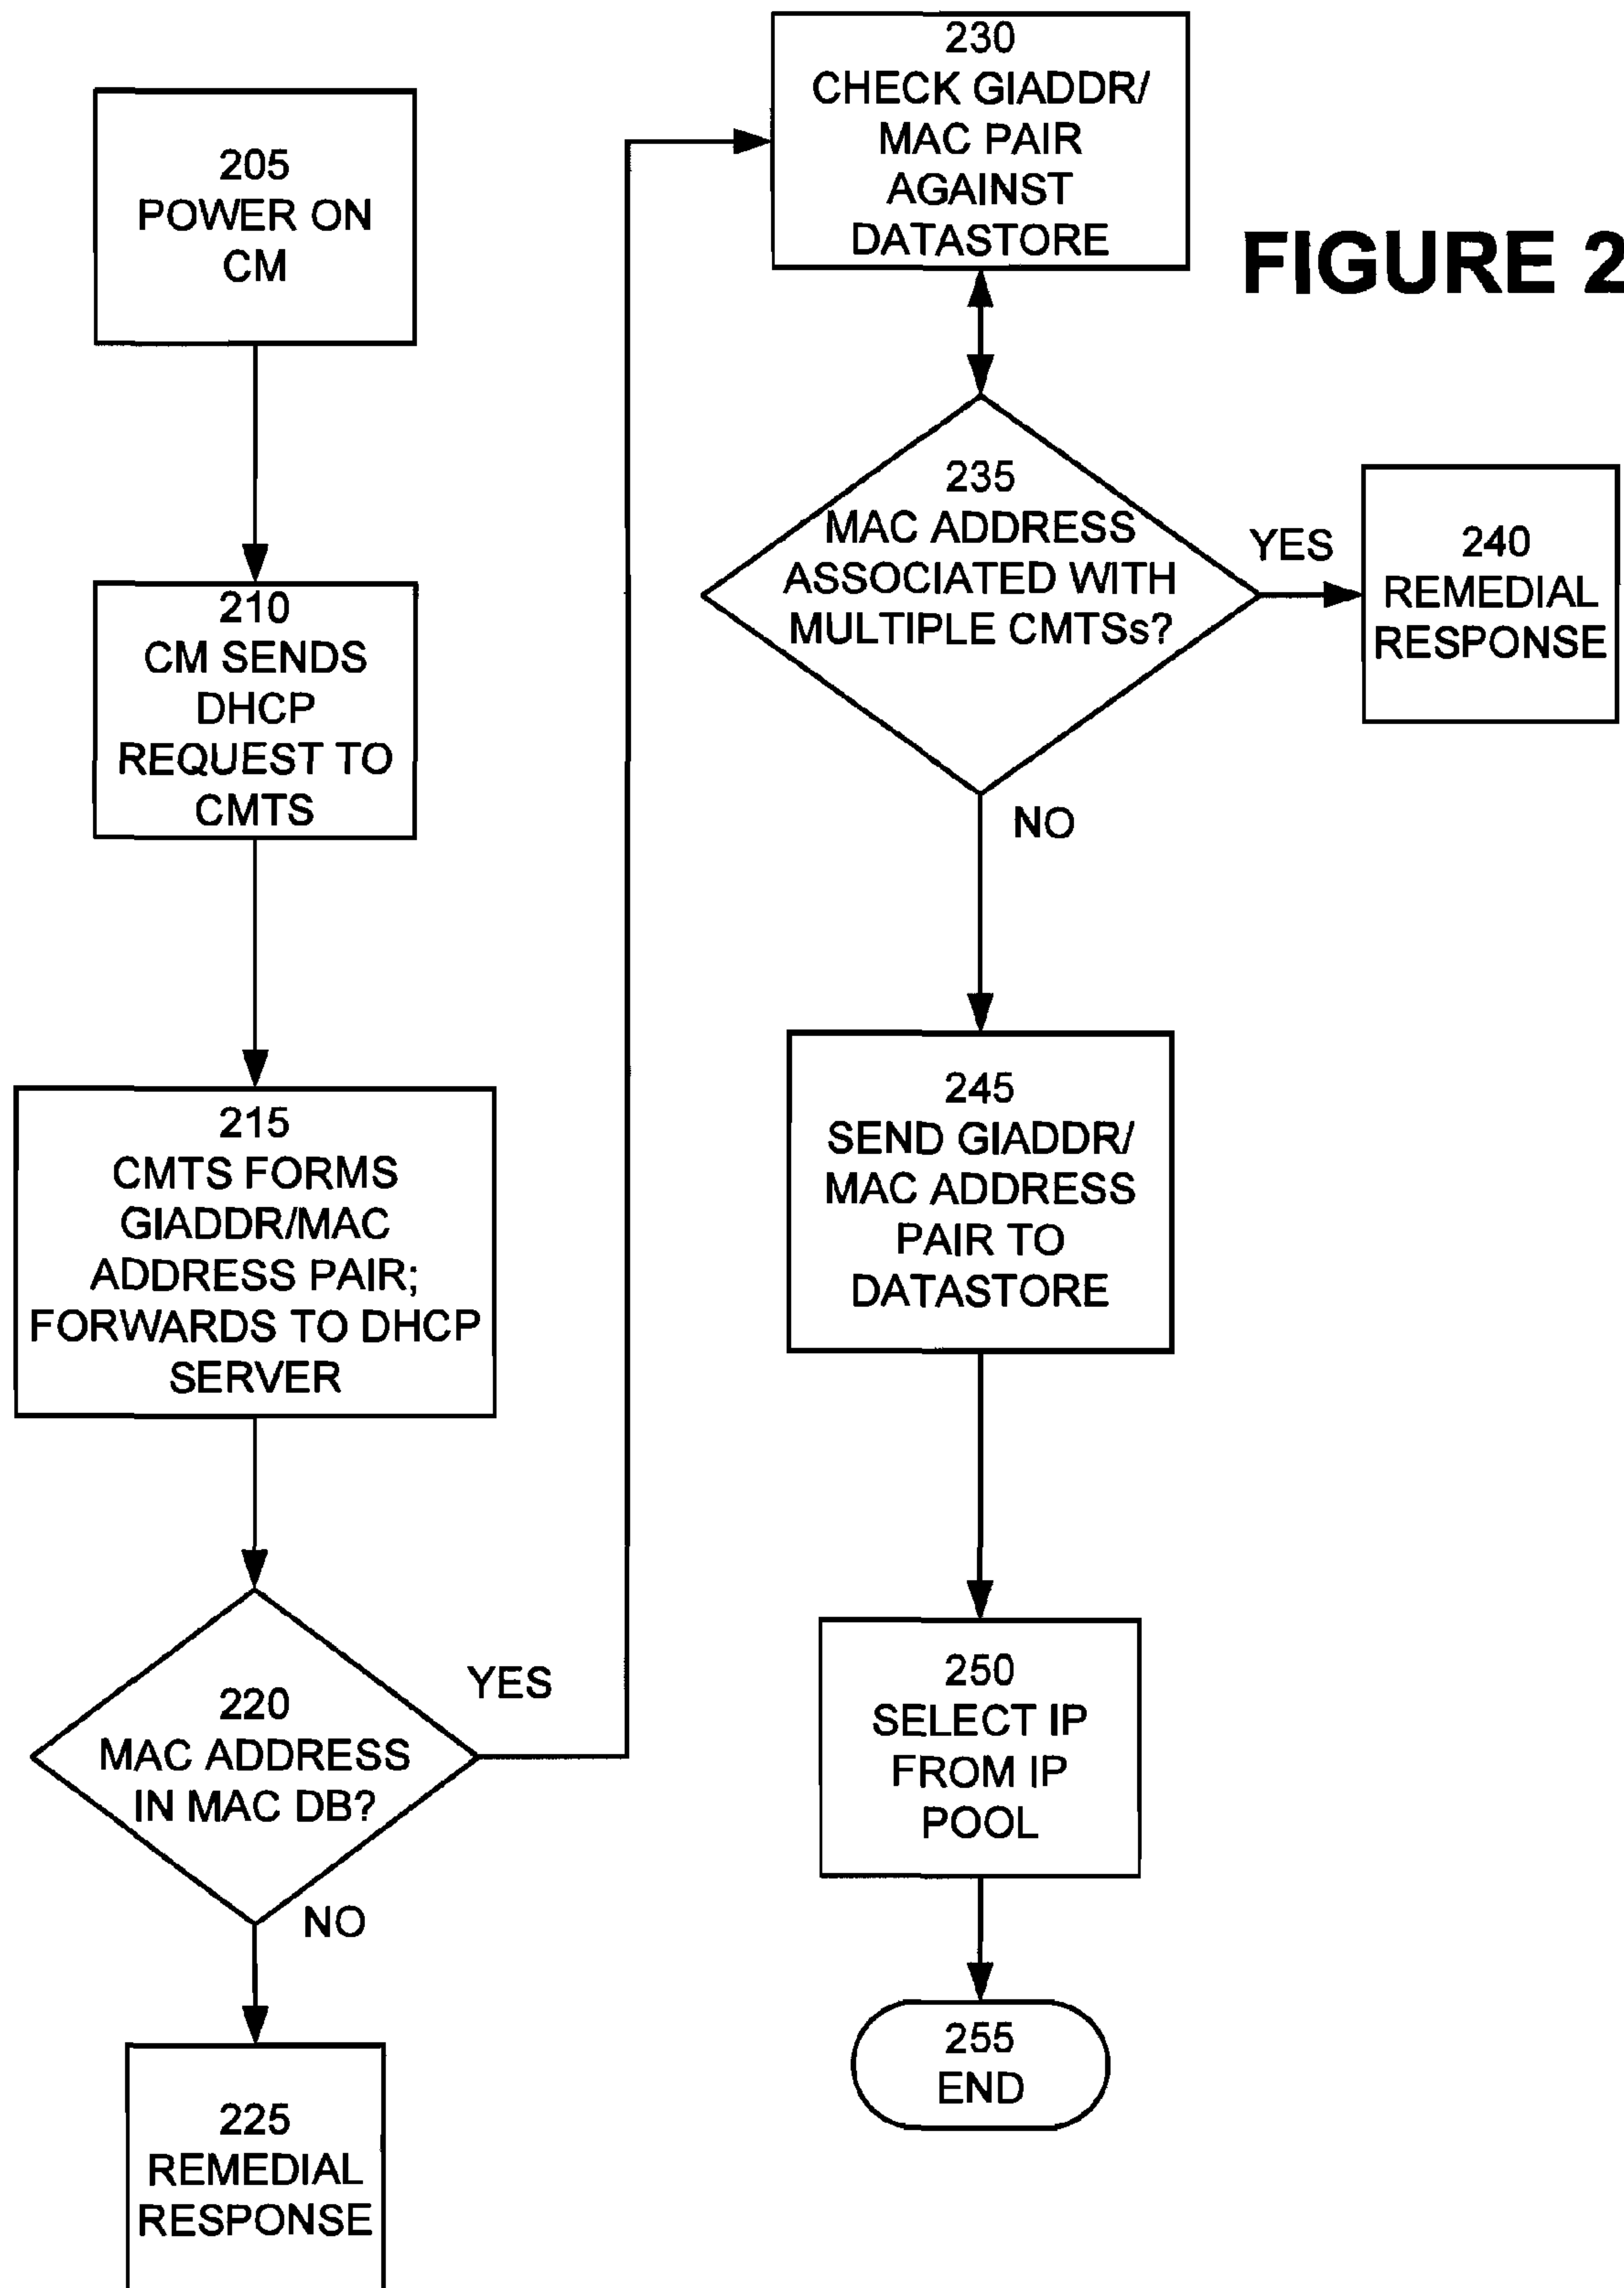 205
POWER ON
CM
210
CM SENDS
DHCP
REQUEST TO
CMTS
215
CMTS FORMS
GIADDR/MAC
ADDRESS PAIR;
FORWARDS TO DHCP
SERVER
220
MAC ADDRESS
IN MAC DB?
YES
NO
225
REMEDIAL
RESPONSE
230
CHECK GIADDR/
MAC PAIR
AGAINST
DATASTORE
FIGURE 2
235
MAC ADDRESS
ASSOCIATED WITH
MULTIPLE CMTSs?
YES
240
REMEDIAL
RESPONSE
NO
245
SEND GIADDR/
MAC ADDRESS
PAIR TO
DATASTORE
250
SELECT IP
FROM IP
POOL
255
END